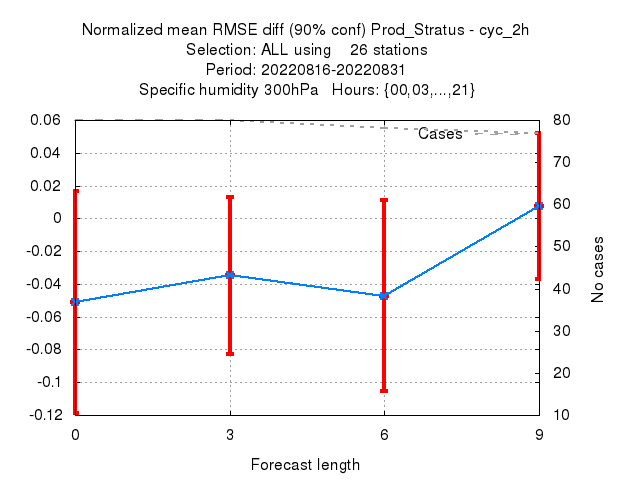 Normalized mean RMSE diff (90% conf) Prod_Stratus - cyc_2h
Selection: ALL using    26 stations
Period: 20220816-20220831
Specific humidity 300hPa   Hours: {00,03,...,21}
0.06
0.04
0.02
0
-0.02
-0.04
-0.06
-0.08
-0.1
-0.12
Cases
80
70
60
50
40
30
20
10
No cases
0 3 6 9
Forecast length